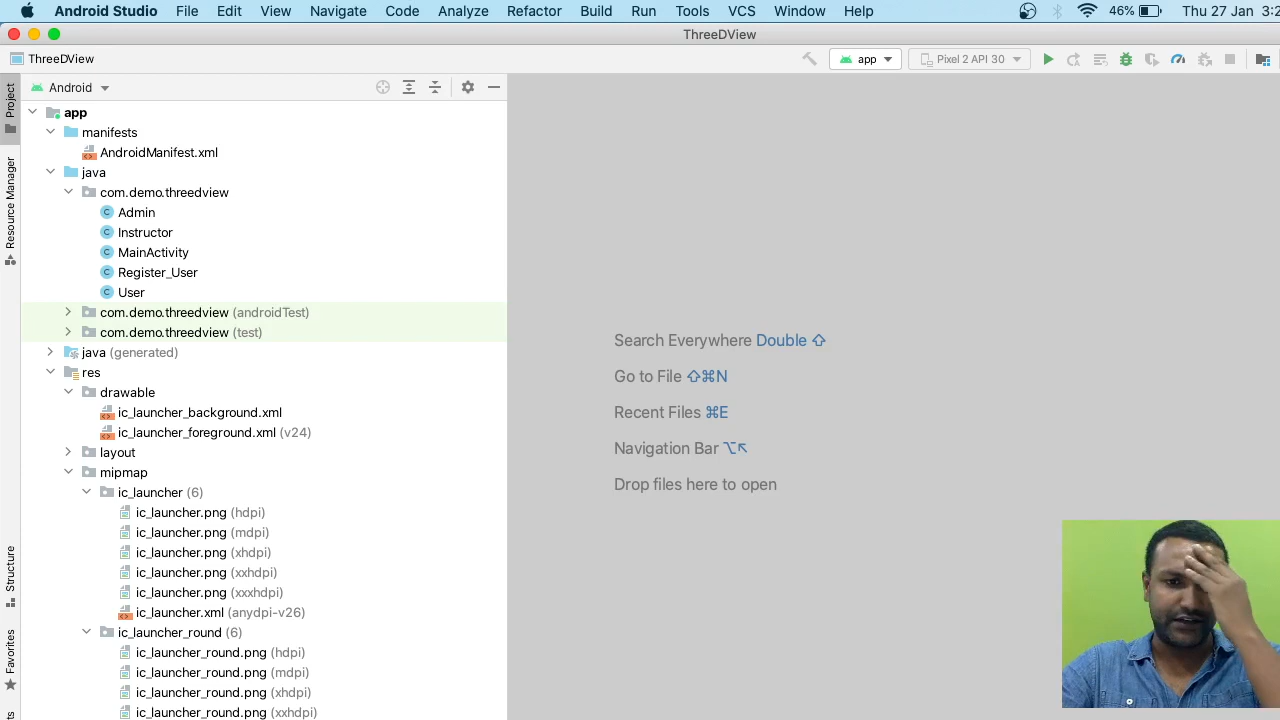 Android Studio File Edit View Navigate Code Analyze Refactor Build Run Tools VCS Window Help 46% Thu 27 Jan 3:2
ThreeDView
ThreeDView app Pixel 2 API 30
Project
Resource Manager
Structure
Favorites
Android
app
manifests
AndroidManifest.xml
java
com.demo.threedview
Admin
Instructor
MainActivity
Register_User
User
com.demo.threedview (androidTest)
com.demo.threedview (test)
java (generated)
res
drawable
ic_launcher_background.xml
ic_launcher_foreground.xml (v24)
layout
mipmap
ic_launcher (6)
ic_launcher.png (hdpi)
ic_launcher.png (mdpi)
ic_launcher.png (xhdpi)
ic_launcher.png (xxhdpi)
ic_launcher.png (xxxhdpi)
ic_launcher.xml (anydpi-v26)
ic_launcher_round (6)
ic_launcher_round.png (hdpi)
ic_launcher_round.png (mdpi)
ic_launcher_round.png (xhdpi)
ic_launcher_round.png (xxhdpi)
Search Everywhere Double ⇧
Go to File ⇧⌘N
Recent Files ⌘E
Navigation Bar ⌥↖
Drop files here to open